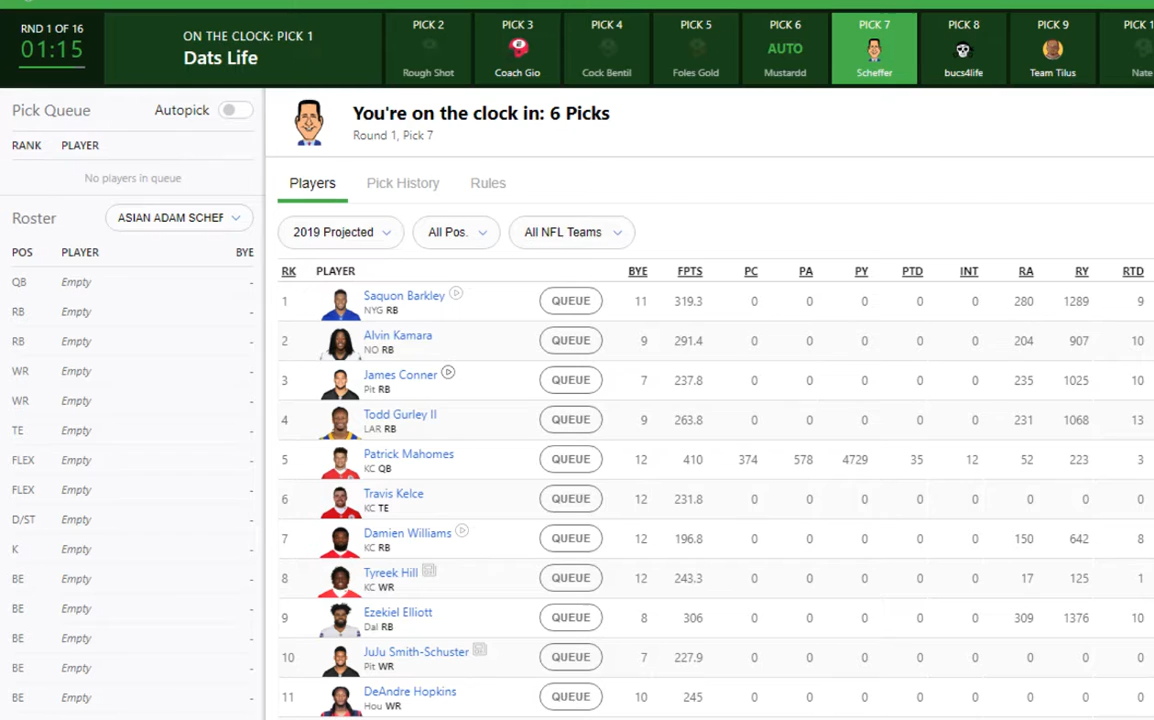 RND 1 OF 16
01:15
ON THE CLOCK: PICK 1
Dats Life
PICK 2
Rough Shot
PICK 3
Coach Gio
PICK 4
Cock Bentil
PICK 5
Foles Gold
PICK 6
AUTO
Mustardd
PICK 7
Scheffer
PICK 8
bucs4life
PICK 9
Team Tilus
PICK 1
Nate
Pick Queue Autopick
RANK PLAYER
No players in queue
Roster ASIAN ADAM SCHEF
POS PLAYER BYE
QB Empty -
RB Empty -
RB Empty -
WR Empty -
WR Empty -
TE Empty -
FLEX Empty -
FLEX Empty -
D/ST Empty -
K Empty -
BE Empty -
BE Empty -
BE Empty -
BE Empty -
BE Empty -
You're on the clock in: 6 Picks
Round 1, Pick 7
Players Pick History Rules
2019 Projected All Pos. All NFL Teams
RK PLAYER BYE FPTS PC PA PY PTD INT RA RY RTD
1 Saquon Barkley NYG RB QUEUE 11 319.3 0 0 0 0 0 280 1289 9
2 Alvin Kamara NO RB QUEUE 9 291.4 0 0 0 0 0 204 907 10
3 James Conner Pit RB QUEUE 7 237.8 0 0 0 0 0 235 1025 10
4 Todd Gurley II LAR RB QUEUE 9 263.8 0 0 0 0 0 231 1068 13
5 Patrick Mahomes KC QB QUEUE 12 410 374 578 4729 35 12 52 223 3
6 Travis Kelce KC TE QUEUE 12 231.8 0 0 0 0 0 0 0 0
7 Damien Williams KC RB QUEUE 12 196.8 0 0 0 0 0 150 642 8
8 Tyreek Hill KC WR QUEUE 12 243.3 0 0 0 0 0 17 125 1
9 Ezekiel Elliott Dal RB QUEUE 8 306 0 0 0 0 0 309 1376 10
10 JuJu Smith-Schuster Pit WR QUEUE 7 227.9 0 0 0 0 0 0 0 0
11 DeAndre Hopkins Hou WR QUEUE 10 245 0 0 0 0 0 0 0 0